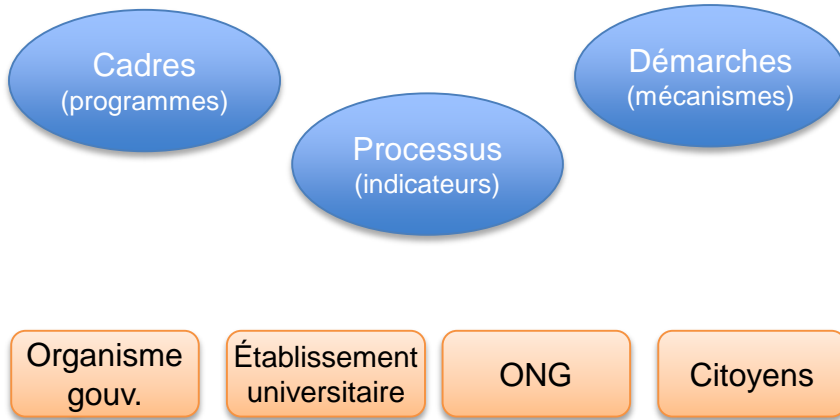 Cadres
(programmes)
Démarches
(mécanismes)
Processus
(indicateurs)
Organisme
gouv.
Établissement
universitaire
ONG
Citoyens